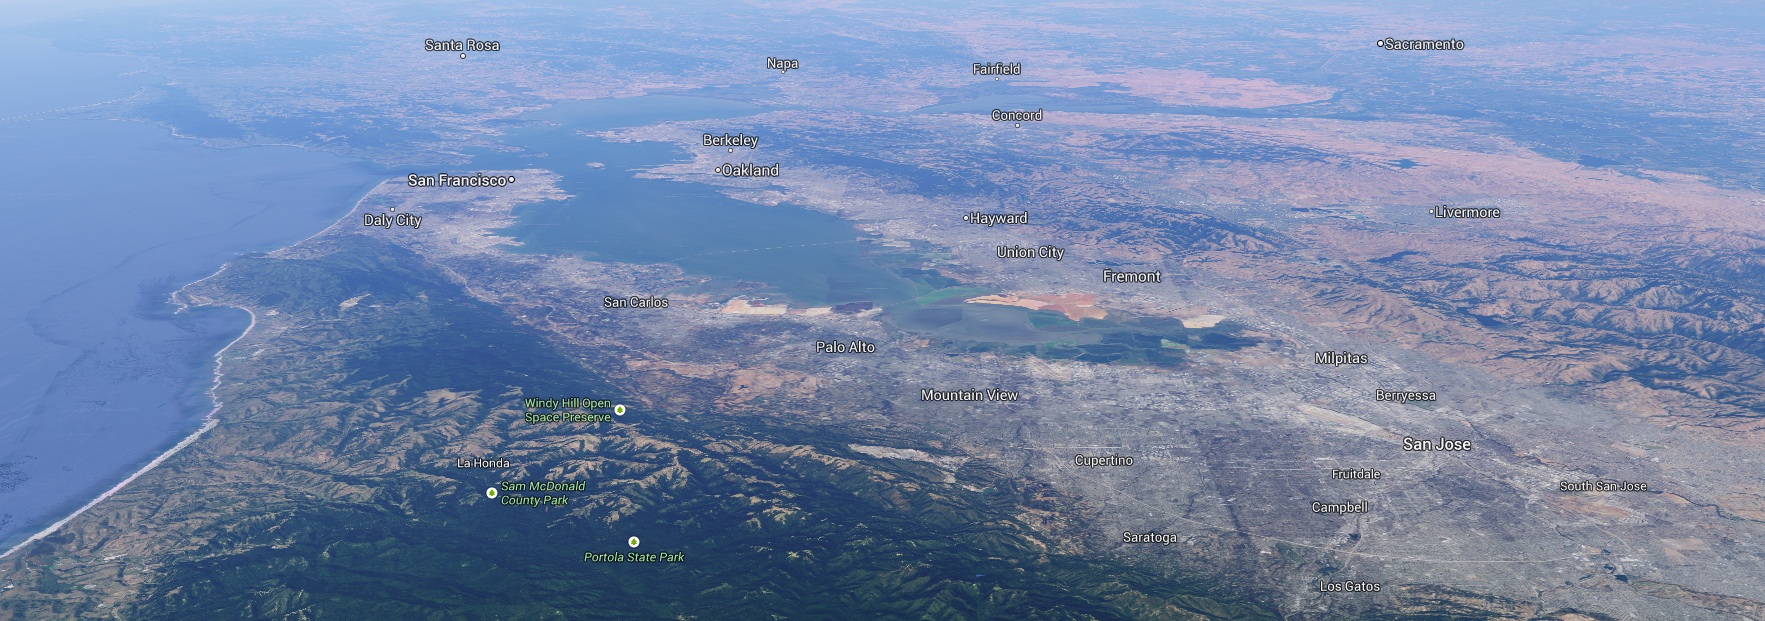 Santa Rosa
Sacramento
Napa
Fairfield
Concord
Berkeley
Oakland
San Francisco
Livermore
Daly City
Hayward
Union City
Fremont
San Carlos
Palo Alto
Milpitas
Mountain View
Berryessa
Windy Hill Open
Space Preserve
San Jose
Cupertino
La Honda
Fruitdale
Sam McDonald
County Park
South San Jose
Campbell
Saratoga
Portola State Park
Los Gatos